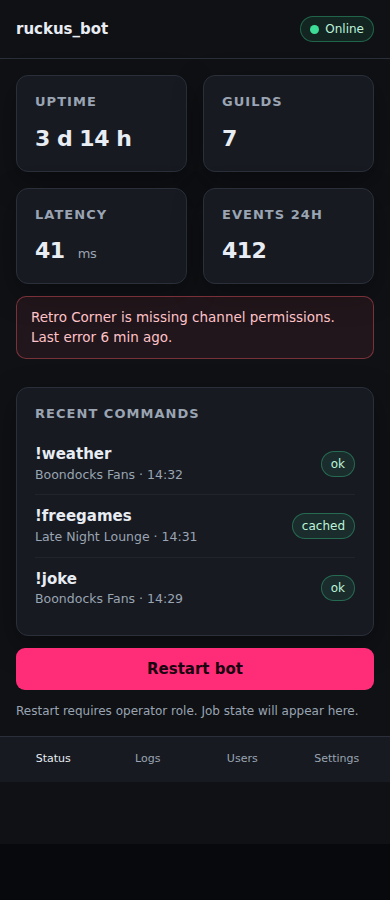 ruckus_bot
Online
UPTIME
3 d 14 h
GUILDS
7
LATENCY
41 ms
EVENTS 24H
412
Retro Corner is missing channel permissions.
Last error 6 min ago.
RECENT COMMANDS
!weather
Boondocks Fans · 14:32
ok
!freegames
Late Night Lounge · 14:31
cached
!joke
Boondocks Fans · 14:29
ok
Restart bot
Restart requires operator role. Job state will appear here.
Status Logs Users Settings